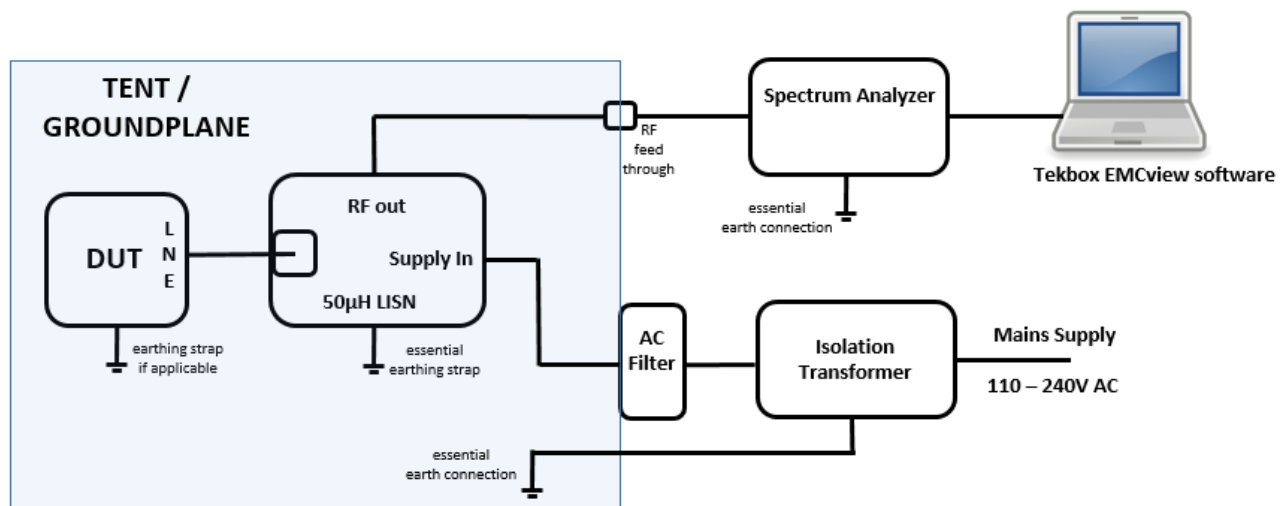 TENT /
GROUNDPLANE
DUT
L
N
E
earthing strap
if applicable
RF out
Supply In
50µH LISN
essential
earthing strap
RF
feed
through
Spectrum Analyzer
essential
earth connection
Tekbox EMCview software
AC
Filter
Isolation
Transformer
Mains Supply
110 – 240V AC
essential
earth connection